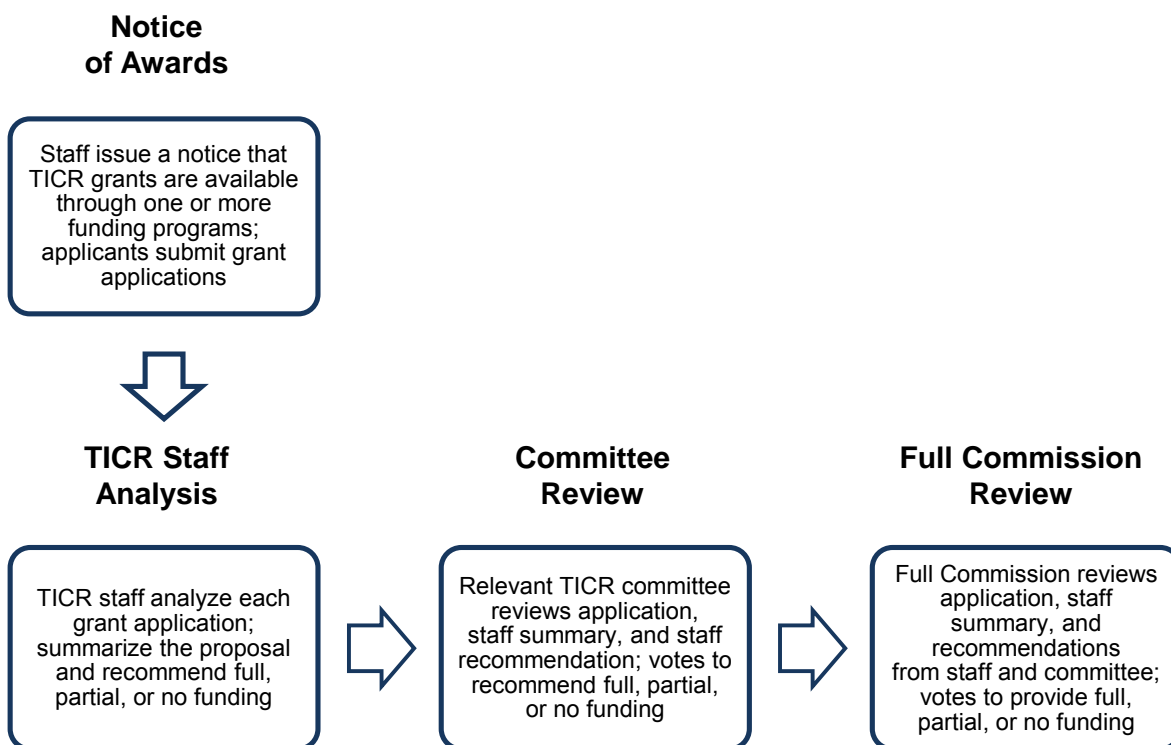 Notice
of Awards
Staff issue a notice that
TICR grants are available
through one or more
funding programs;
applicants submit grant
applications
TICR Staff
Analysis
TICR staff analyze each
grant application;
summarize the proposal
and recommend full,
partial, or no funding
Committee
Review
Relevant TICR committee
reviews application,
staff summary, and staff
recommendation; votes to
recommend full, partial,
or no funding
Full Commission
Review
Full Commission reviews
application, staff
summary, and
recommendations
from staff and committee;
votes to provide full,
partial, or no funding